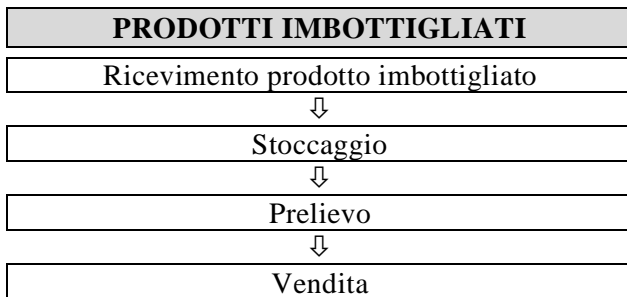 PRODOTTI IMBOTTIGLIATI
Ricevimento prodotto imbottigliato
⇩
Stoccaggio
⇩
Prelievo
⇩
Vendita